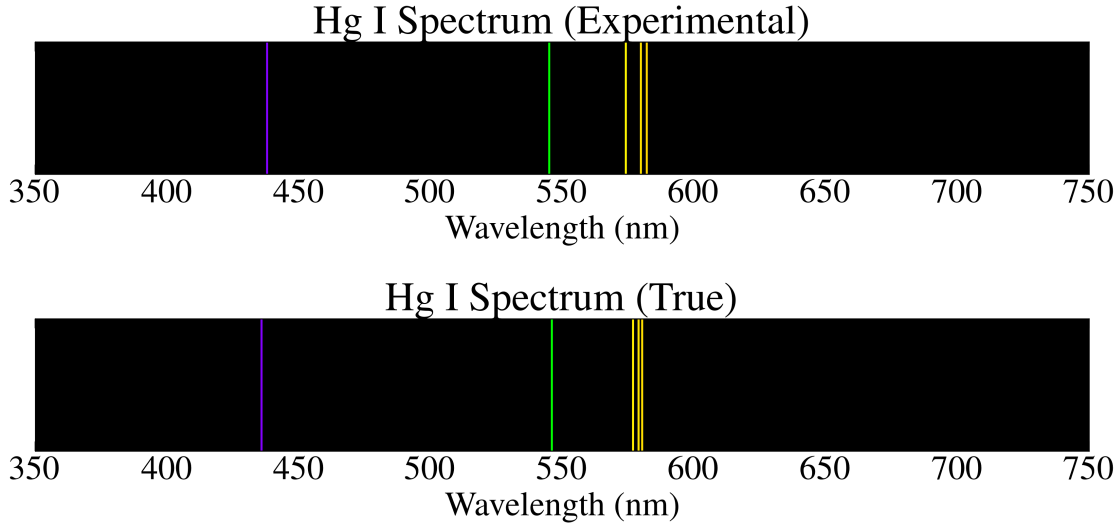 Hg I Spectrum (Experimental)
350 400 450 500 550 600 650 700 750
Wavelength (nm)
Hg I Spectrum (True)
350 400 450 500 550 600 650 700 750
Wavelength (nm)